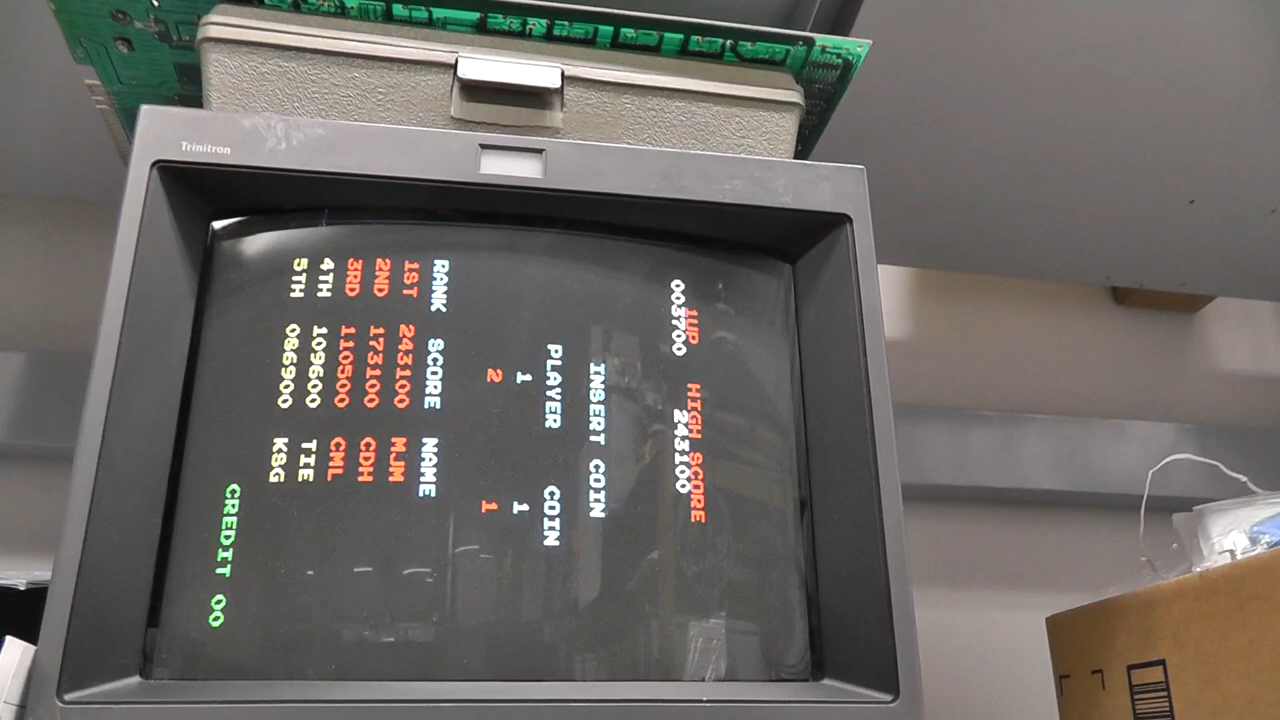 Trinitron
1UP HIGH SCORE
003700 243100
INSERT COIN
PLAYER COIN
1 1
2 1
RANK SCORE NAME
1ST 243100 MJM
2ND 173100 CDH
3RD 110500 CML
4TH 109600 TIE
5TH 086900 KSG
CREDIT 00